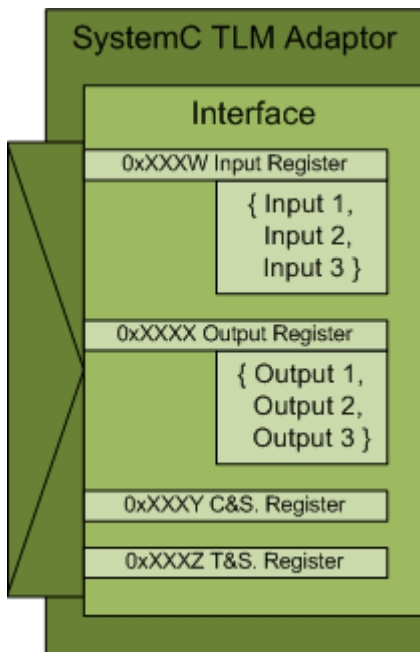 SystemC TLM Adaptor
Interface
0xXXXW Input Register
{ Input 1,
Input 2,
Input 3 }
0xXXXX Output Register
{ Output 1,
Output 2,
Output 3 }
0xXXXY C&S. Register
0xXXXZ T&S. Register